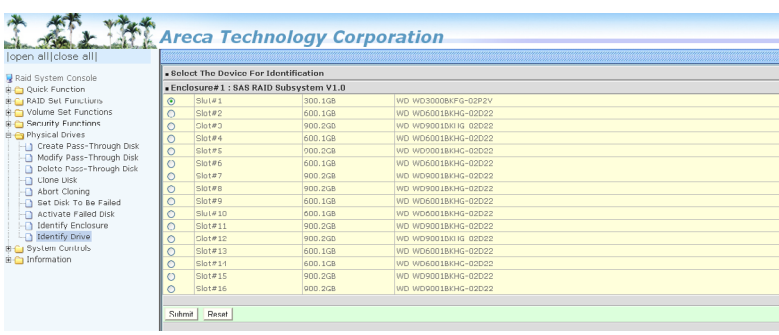 Areca Technology Corporation
|open all|close all|
Raid System Console
Quick Function
RAID Set Functions
Volume Set Functions
Security Functions
Physical Drives
Create Pass-Through Disk
Modify Pass-Through Disk
Delete Pass-Through Disk
Clone Disk
Abort Cloning
Set Disk To Be Failed
Activate Failed Disk
Identify Enclosure
Identify Drive
System Controls
Information
Select The Device For Identification
Enclosure#1 : SAS RAID Subsystem V1.0
Slot#1 300.1GB WD WD3000BKFG-02P2V
Slot#2 600.1GB WD WD6001BKHG-02D22
Slot#3 900.2GB WD WD9001BKHG-02D22
Slot#4 600.1GB WD WD6001BKHG-02D22
Slot#5 900.2GB WD WD9001BKHG-02D22
Slot#6 600.1GB WD WD6001BKHG-02D22
Slot#7 900.2GB WD WD9001BKHG-02D22
Slot#8 900.2GB WD WD9001BKHG-02D22
Slot#9 600.1GB WD WD6001BKHG-02D22
Slot#10 600.1GB WD WD6001BKHG-02D22
Slot#11 900.2GB WD WD9001BKHG-02D22
Slot#12 900.2GB WD WD9001BKHG-02D22
Slot#13 600.1GB WD WD6001BKHG-02D22
Slot#14 600.1GB WD WD6001BKHG-02D22
Slot#15 900.2GB WD WD9001BKHG-02D22
Slot#16 900.2GB WD WD9001BKHG-02D22
Submit Reset